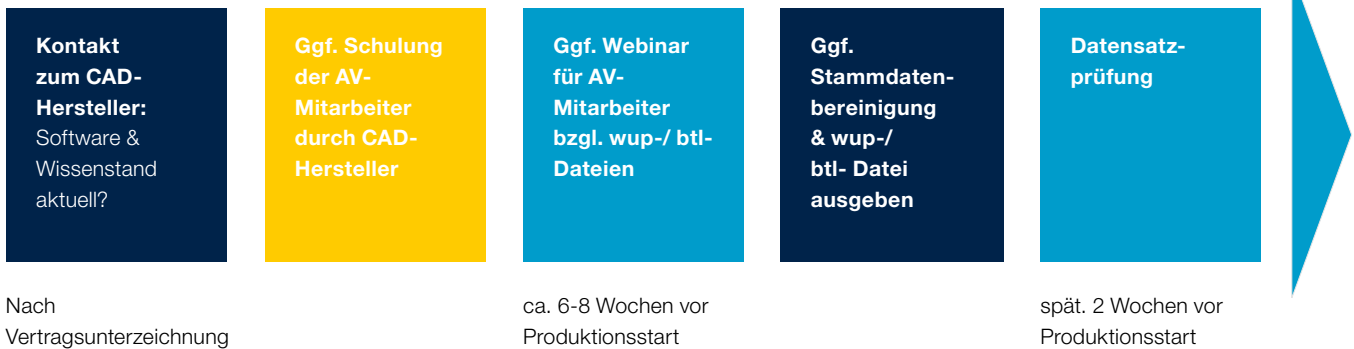 Kontakt
zum CAD-
Hersteller:
Software &
Wissenstand
aktuell?
Ggf. Schulung
der AV-
Mitarbeiter
durch CAD-
Hersteller
Ggf. Webinar
für AV-
Mitarbeiter
bzgl. wup-/ btl-
Dateien
Ggf.
Stammdaten-
bereinigung
& wup-/
btl- Datei
ausgeben
Datensatz-
prüfung
Nach
Vertragsunterzeichnung
ca. 6-8 Wochen vor
Produktionsstart
spät. 2 Wochen vor
Produktionsstart